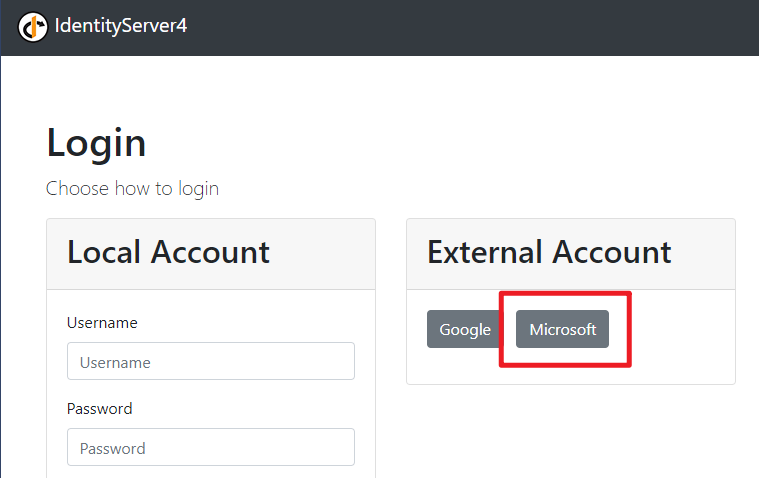 IdentityServer4
Login
Choose how to login
Local Account
Username
Username
Password
Password
External Account
Google
Microsoft